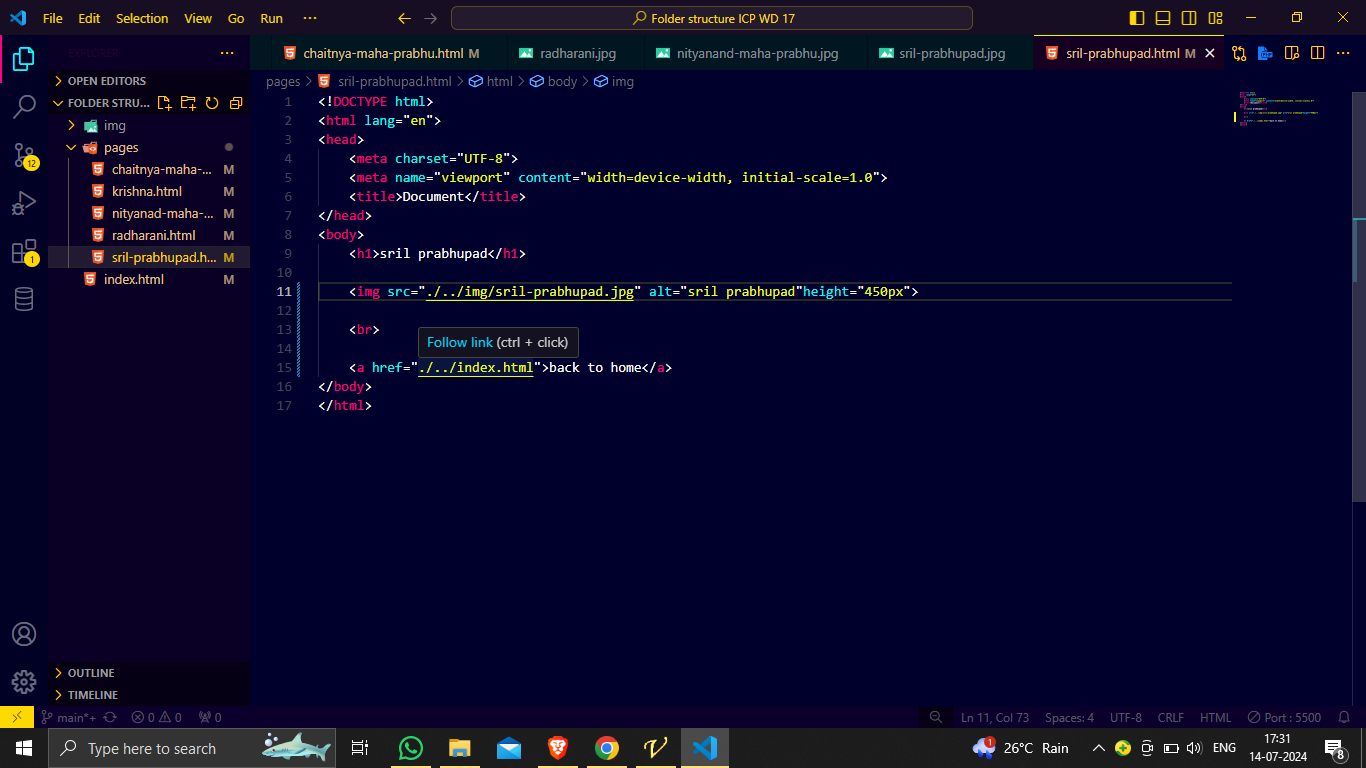 File Edit Selection View Go Run ···
Folder structure ICP WD 17
EXPLORER ···
chaitnya-maha-prabhu.html M
radharani.jpg
nityanand-maha-prabhu.jpg
sril-prabhupad.jpg
sril-prabhupad.html M
OPEN EDITORS
FOLDER STRU...
img
pages
chaitnya-maha-... M
krishna.html M
nityanad-maha-... M
radharani.html M
sril-prabhupad.h... M
index.html M
12
1
pages > sril-prabhupad.html > html > body > img
1 <!DOCTYPE html>
2 <html lang="en">
3 <head>
4 <meta charset="UTF-8">
5 <meta name="viewport" content="width=device-width, initial-scale=1.0">
6 <title>Document</title>
7 </head>
8 <body>
9 <h1>sril prabhupad</h1>
10
11 <img src="./../img/sril-prabhupad.jpg" alt="sril prabhupad"height="450px">
12
13 <br>
Follow link (ctrl + click)
14
15 <a href="./../index.html">back to home</a>
16 </body>
17 </html>
OUTLINE
TIMELINE
main*+ 0 0 0
Ln 11, Col 73 Spaces: 4 UTF-8 CRLF HTML Port : 5500
Type here to search
1 26°C Rain ENG
17:31
14-07-2024
8